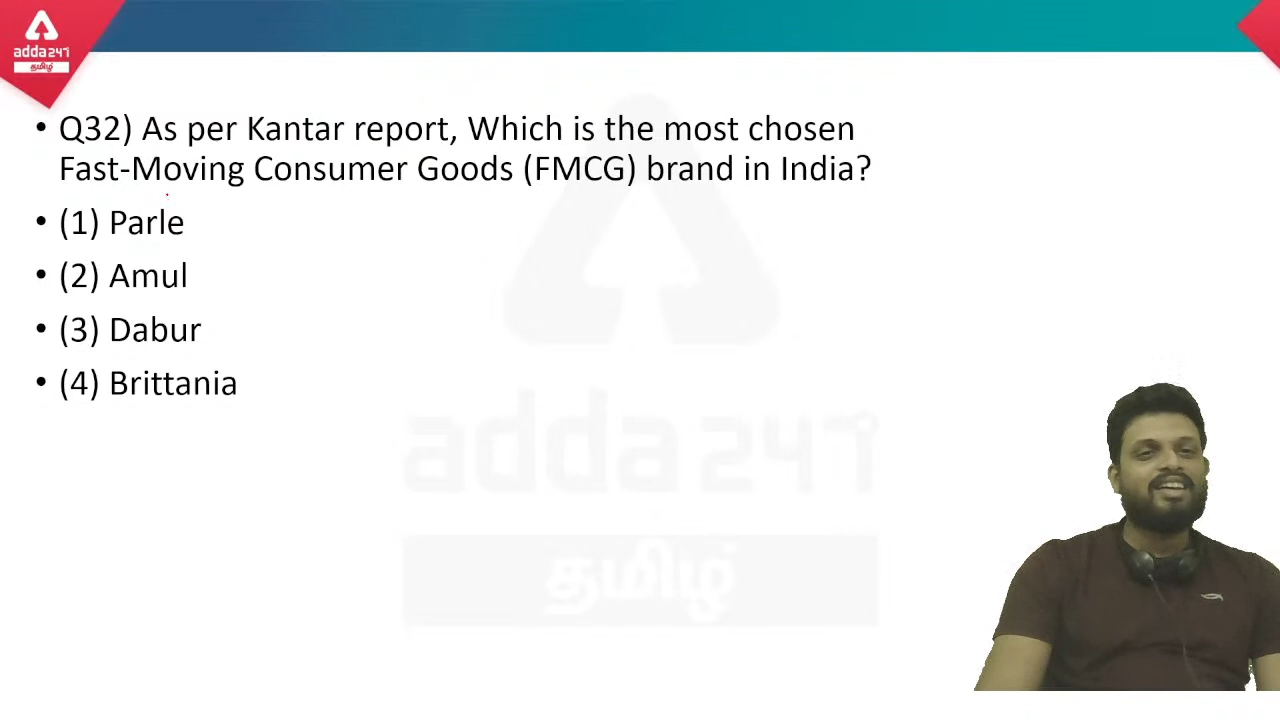 adda247
தமிழ்
• Q32) As per Kantar report, Which is the most chosen
Fast-Moving Consumer Goods (FMCG) brand in India?
• (1) Parle
• (2) Amul
• (3) Dabur
• (4) Brittania
adda247
தமிழ்